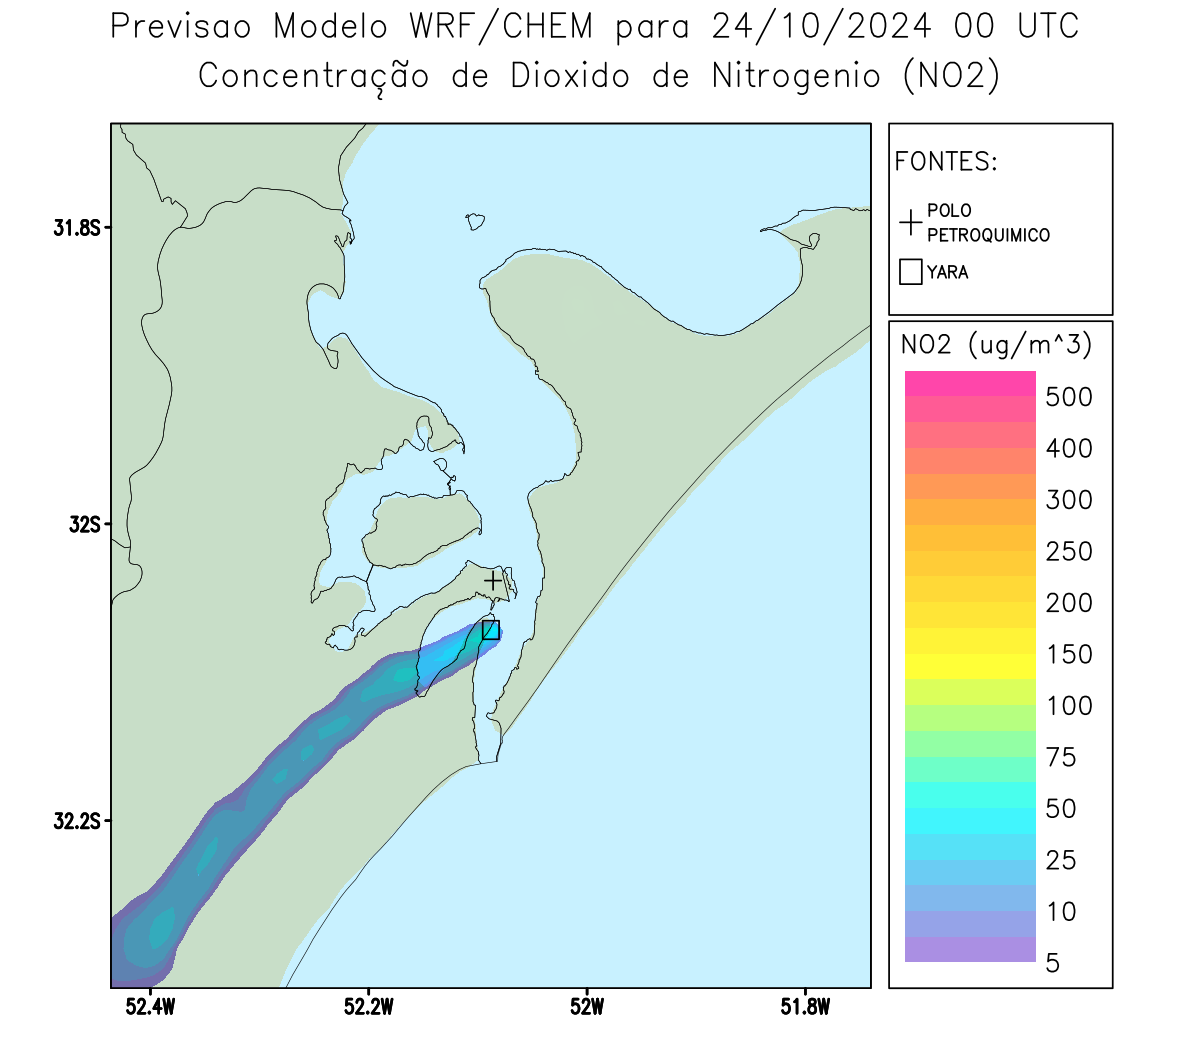 Previsao Modelo WRF/CHEM para 24/10/2024 00 UTC
Concentração de Dioxido de Nitrogenio (NO2)
FONTES:
POLO
PETROQUIMICO
YARA
31.8S
32S
32.2S
52.4W
52.2W
52W
51.8W
NO2 (ug/m^3)
500
400
300
250
200
150
100
75
50
25
10
5